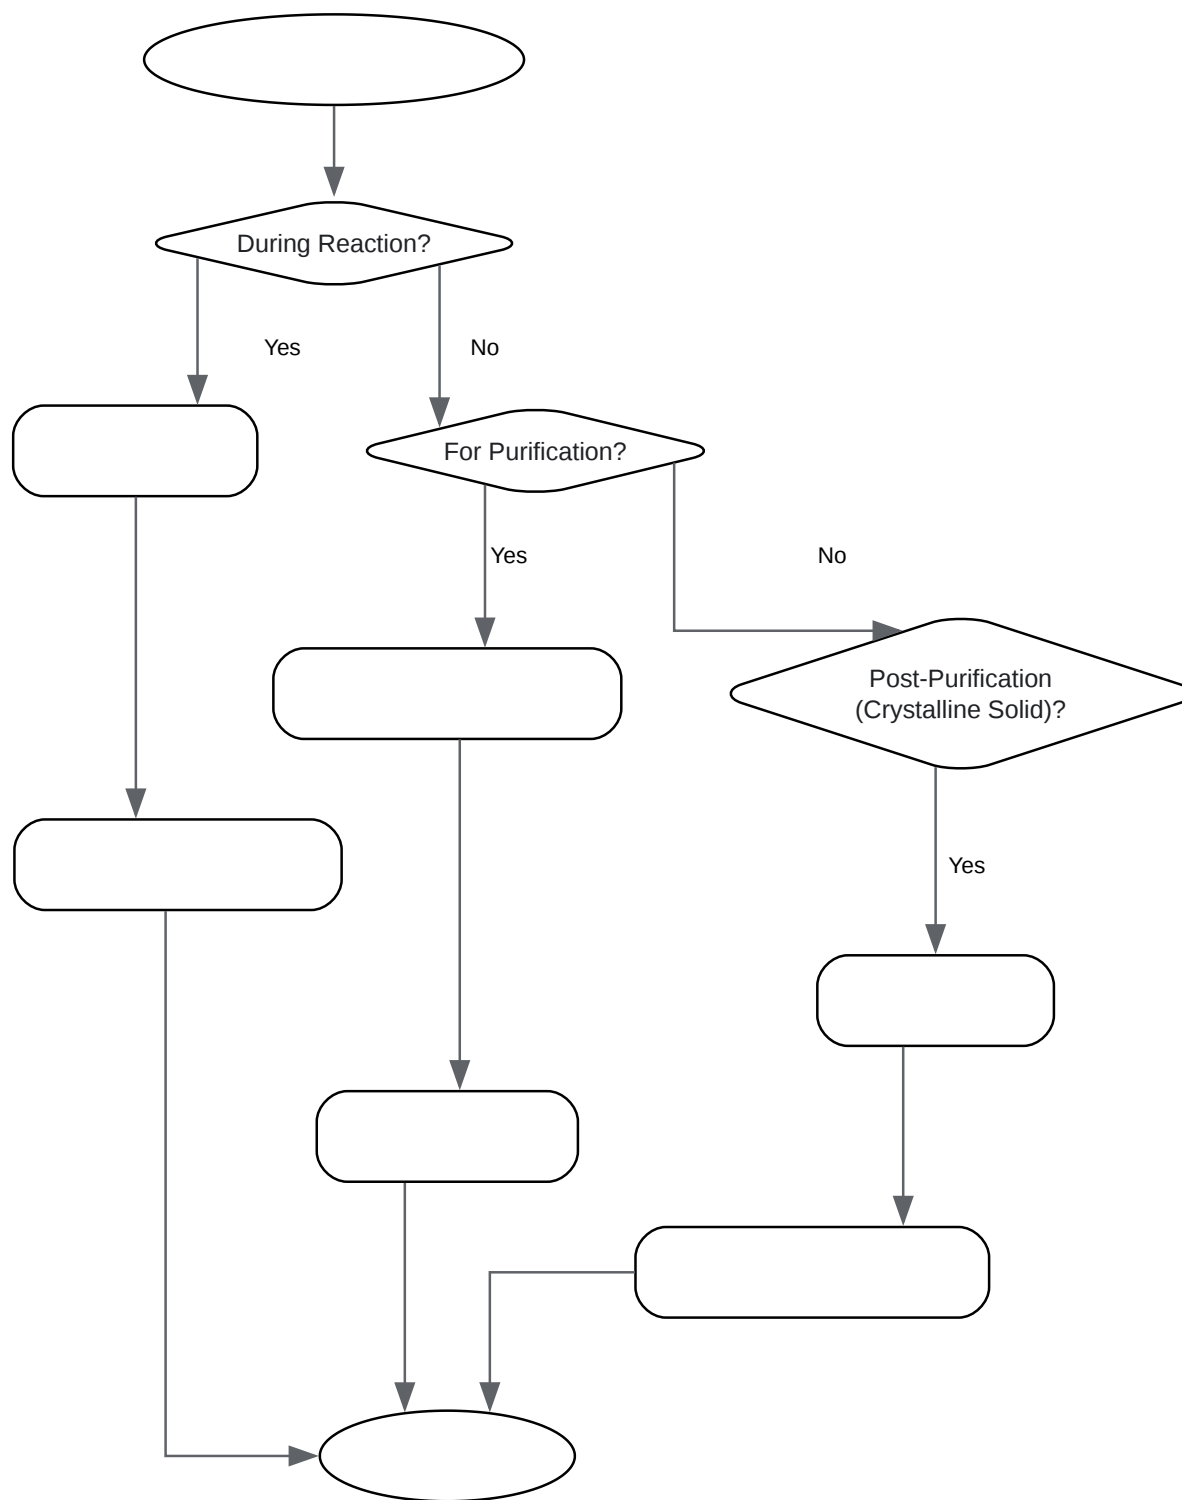 During Reaction?
Yes
No
For Purification?
Yes
No
Post-Purification
(Crystalline Solid)?
Yes